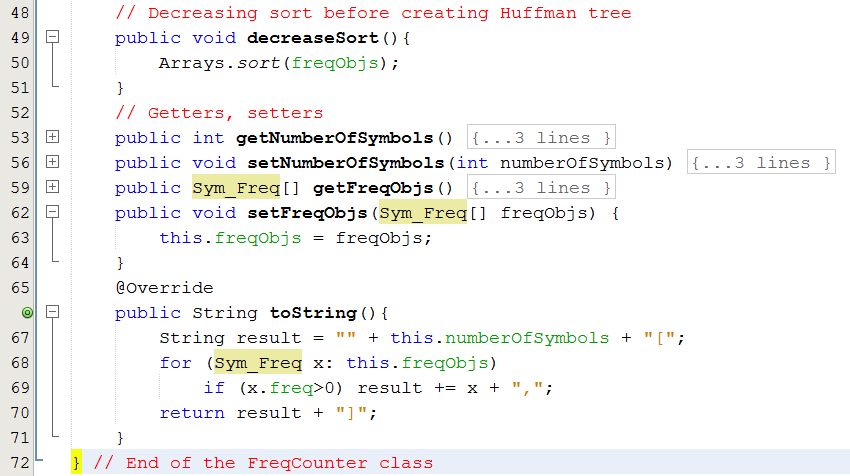 48 // Decreasing sort before creating Huffman tree
49 public void decreaseSort(){
50 Arrays.sort(freqObjs);
51 }
52 // Getters, setters
53 public int getNumberOfSymbols() {...3 lines }
56 public void setNumberOfSymbols(int numberOfSymbols) {...3 lines }
59 public Sym_Freq[] getFreqObjs() {...3 lines }
62 public void setFreqObjs(Sym_Freq[] freqObjs) {
63 this.freqObjs = freqObjs;
64 }
65 @Override
public String toString(){
67 String result = "" + this.numberOfSymbols + "[";
68 for (Sym_Freq x: this.freqObjs)
69 if (x.freq>0) result += x + ",";
70 return result + "]";
71 }
72 } // End of the FreqCounter class